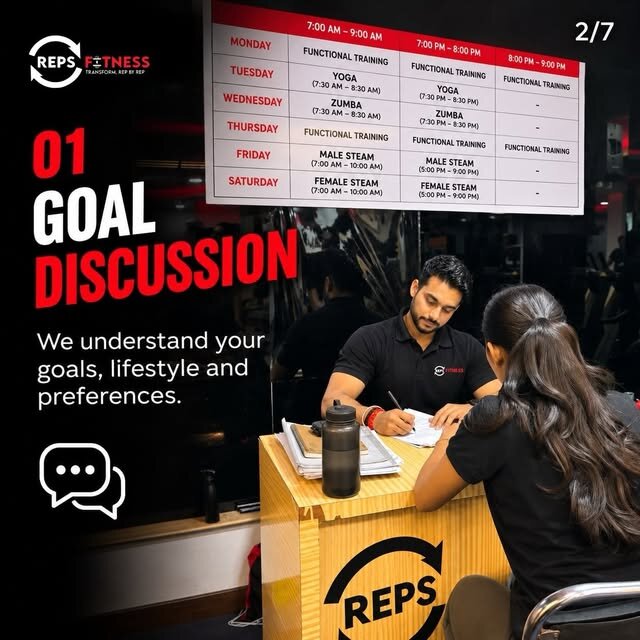 REPS FITNESS
TRANSFORM, REP BY REP
2/7
7:00 AM – 9:00 AM
7:00 PM – 8:00 PM
8:00 PM – 9:00 PM
MONDAY
FUNCTIONAL TRAINING
FUNCTIONAL TRAINING
FUNCTIONAL TRAINING
TUESDAY
YOGA
(7:30 AM – 8:30 AM)
YOGA
(7:30 PM – 8:30 PM)
–
WEDNESDAY
ZUMBA
(7:30 AM – 8:30 AM)
ZUMBA
(7:30 PM – 8:30 PM)
–
THURSDAY
FUNCTIONAL TRAINING
FUNCTIONAL TRAINING
FUNCTIONAL TRAINING
FRIDAY
MALE STEAM
(7:00 AM – 10:00 AM)
MALE STEAM
(5:00 PM – 9:00 PM)
–
SATURDAY
FEMALE STEAM
(7:00 AM – 10:00 AM)
FEMALE STEAM
(5:00 PM – 9:00 PM)
–
01
GOAL
DISCUSSION
We understand your
goals, lifestyle and
preferences.
REPS FITNESS
REPS